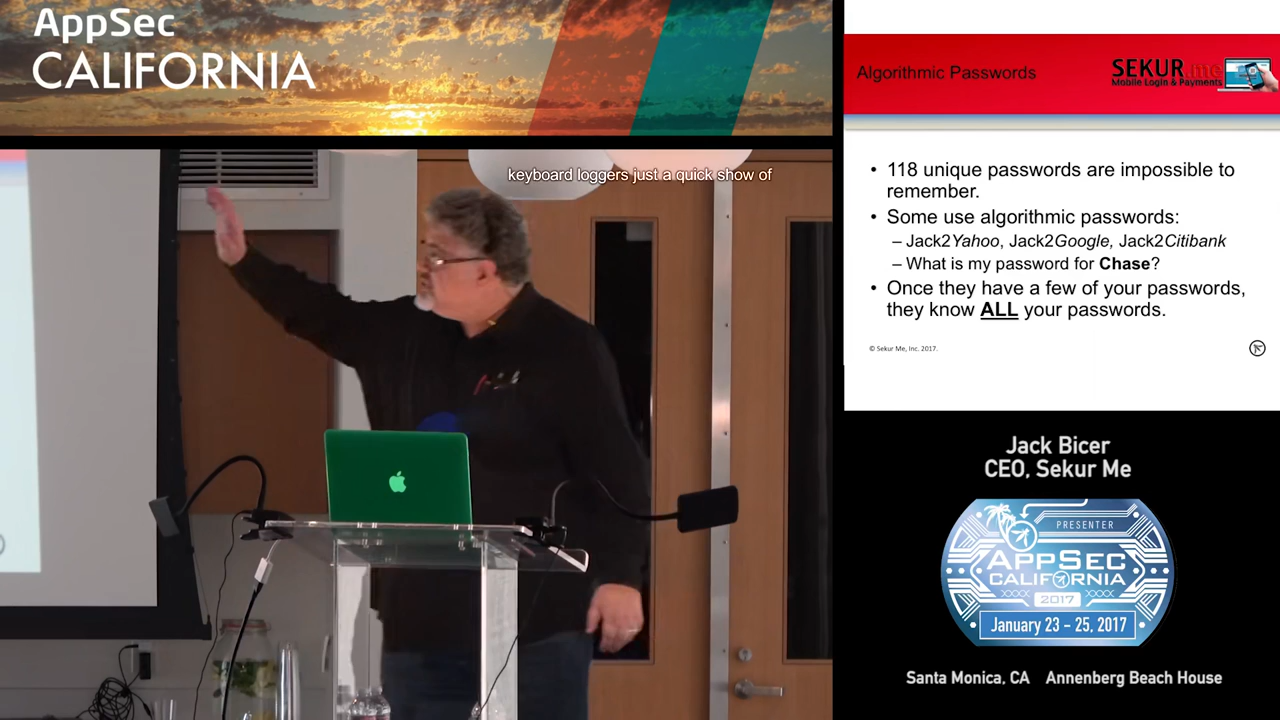 AppSec
CALIFORNIA
keyboard loggers just a quick show of
Algorithmic Passwords
SEKUR.me
Mobile Login & Payments
• 118 unique passwords are impossible to
remember.
• Some use algorithmic passwords:
– Jack2Yahoo, Jack2Google, Jack2Citibank
– What is my password for Chase?
• Once they have a few of your passwords,
they know ALL your passwords.
© Sekur Me, Inc. 2017.
Jack Bicer
CEO, Sekur Me
PRESENTER
APPSEC
CALIFORNIA
2017
January 23 – 25, 2017
Santa Monica, CA Annenberg Beach House